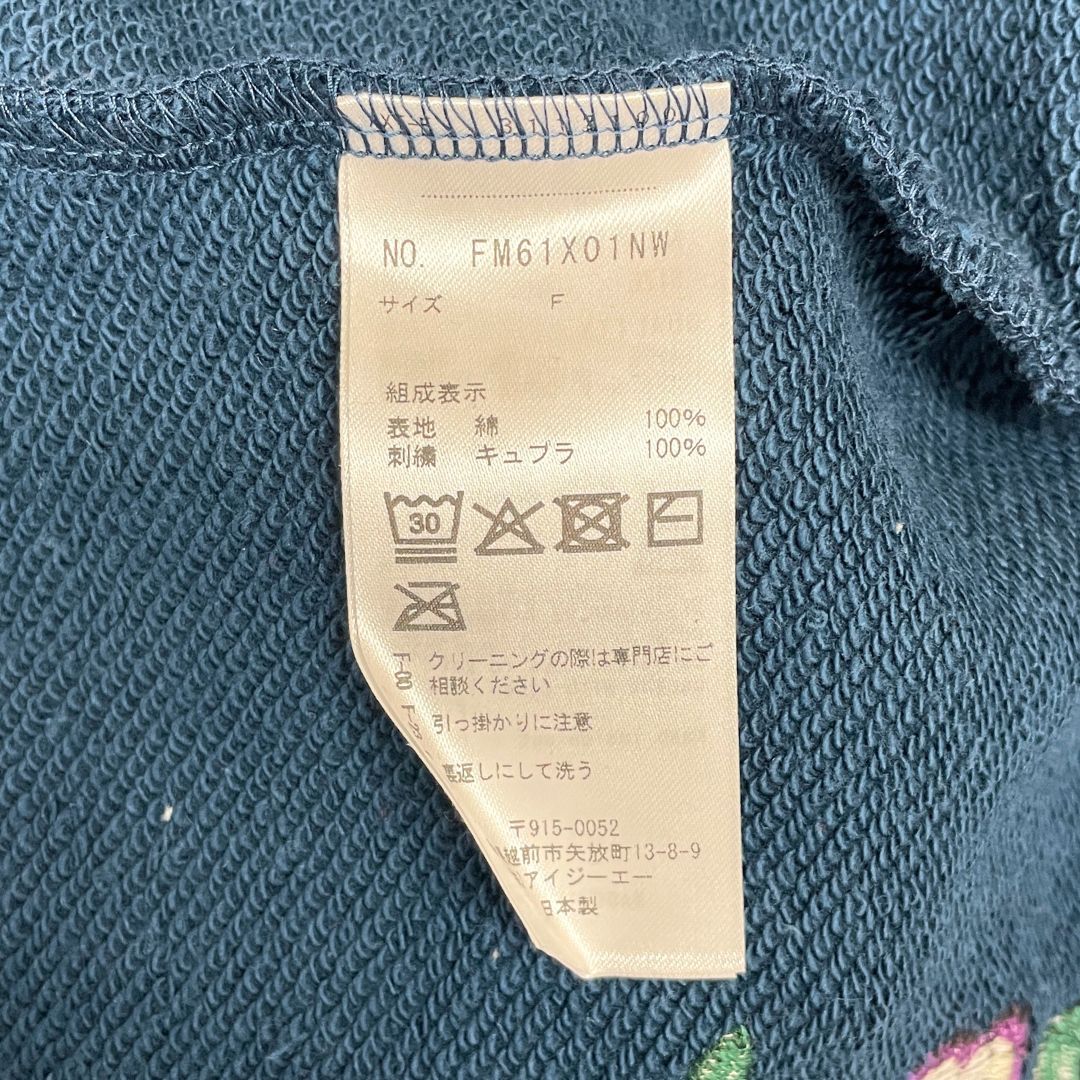 NO. FM61X01NW
サイズ F
組成表示
表地 綿 100%
刺繍 キュプラ 100%
30
クリーニングの際は専門店にご
相談ください
引っ掛かりに注意
裏返しにして洗う
〒915-0052
越前市矢放町13-8-9
アイジーエー
日本製